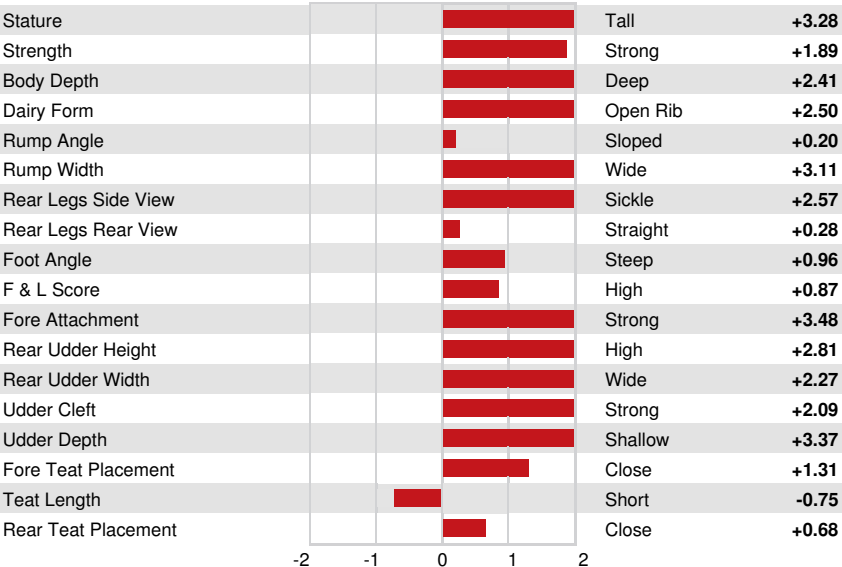 Stature Tall +3.28
Strength Strong +1.89
Body Depth Deep +2.41
Dairy Form Open Rib +2.50
Rump Angle Sloped +0.20
Rump Width Wide +3.11
Rear Legs Side View Sickle +2.57
Rear Legs Rear View Straight +0.28
Foot Angle Steep +0.96
F & L Score High +0.87
Fore Attachment Strong +3.48
Rear Udder Height High +2.81
Rear Udder Width Wide +2.27
Udder Cleft Strong +2.09
Udder Depth Shallow +3.37
Fore Teat Placement Close +1.31
Teat Length Short -0.75
Rear Teat Placement Close +0.68
-2 -1 0 1 2